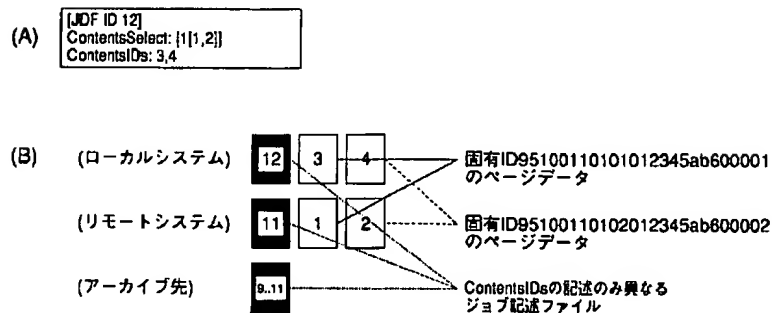 (A)
[JDF ID 12]
ContentsSelect: {1[1,2]}
ContentsIDs: 3,4
(B)
(ローカルシステム) 12 3 4 固有ID95100110101012345ab600001
のページデータ
(リモートシステム) 11 1 2 固有ID95100110102012345ab600002
のページデータ
(アーカイブ先) 9..11 ContentsIDsの記述のみ異なる
ジョブ記述ファイル